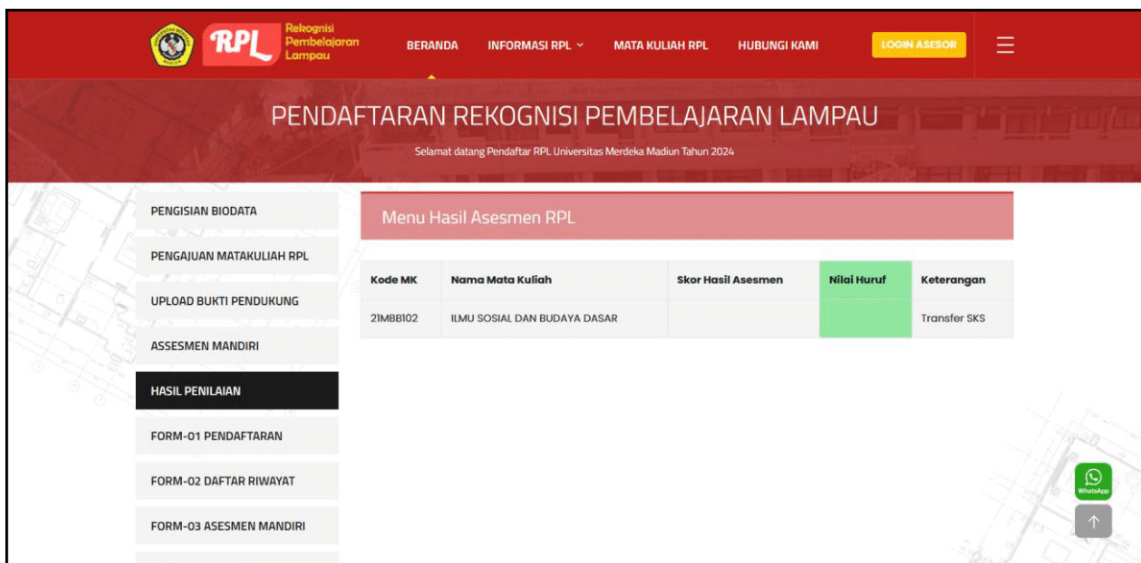 RPL
Rekognisi
Pembelajaran
Lampau
BERANDA INFORMASI RPL MATA KULIAH RPL HUBUNGI KAMI LOGIN ASESOR
PENDAFTARAN REKOGNISI PEMBELAJARAN LAMPAU
Selamat datang Pendaftar RPL Universitas Merdeka Madiun Tahun 2024
PENGISIAN BIODATA
PENGAJUAN MATAKULIAH RPL
UPLOAD BUKTI PENDUKUNG
ASSESMEN MANDIRI
HASIL PENILAIAN
FORM-01 PENDAFTARAN
FORM-02 DAFTAR RIWAYAT
FORM-03 ASESMEN MANDIRI
Menu Hasil Asesmen RPL
Kode MK Nama Mata Kuliah Skor Hasil Asesmen Nilai Huruf Keterangan
21MBB102 ILMU SOSIAL DAN BUDAYA DASAR Transfer SKS
WhatsApp